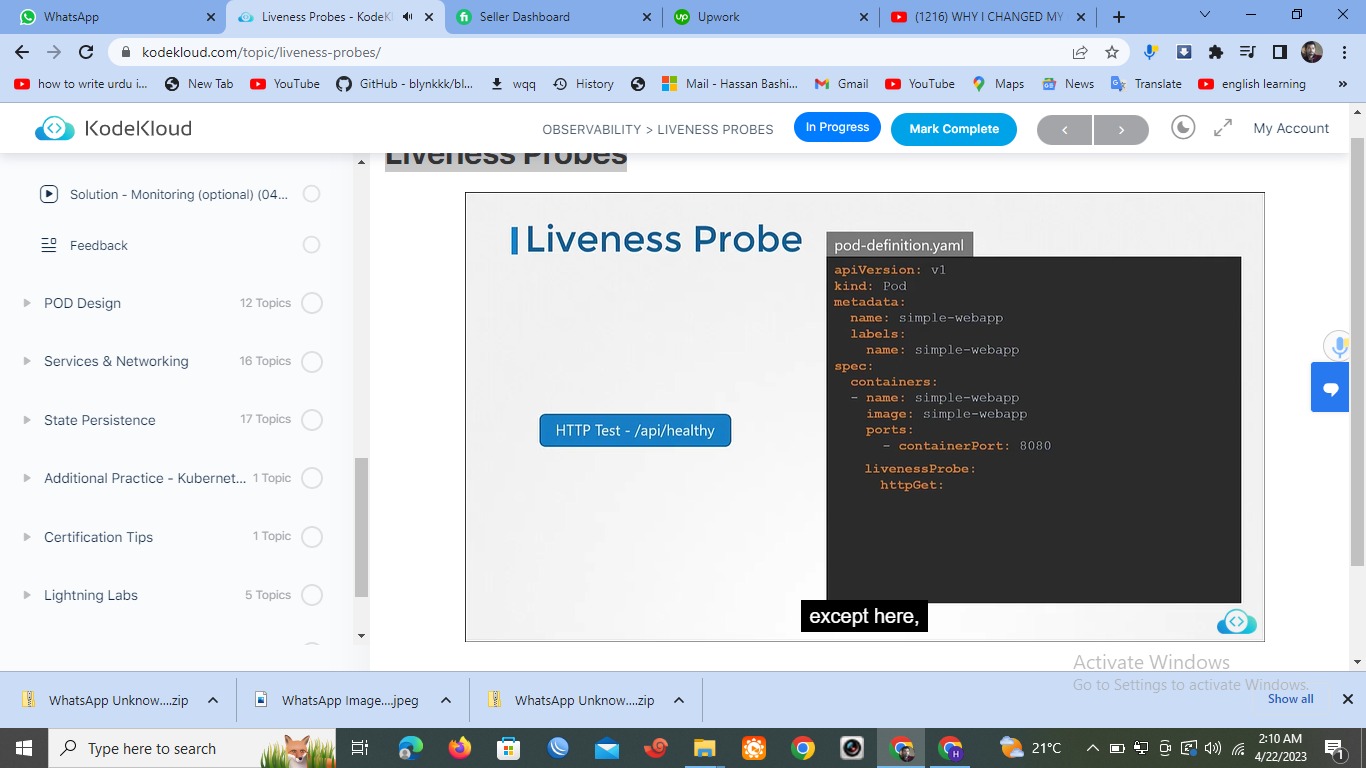 WhatsApp
Liveness Probes - KodeKl
Seller Dashboard
Upwork
(1216) WHY I CHANGED MY
kodekloud.com/topic/liveness-probes/
how to write urdu i...
New Tab
YouTube
GitHub - blynkkk/bl...
wqq
History
Mail - Hassan Bashi...
Gmail
YouTube
Maps
News
Translate
english learning
»
KodeKloud
OBSERVABILITY > LIVENESS PROBES
In Progress
Mark Complete
My Account
Liveness Probes
Solution - Monitoring (optional) (04...
Feedback
POD Design 12 Topics
Services & Networking 16 Topics
State Persistence 17 Topics
Additional Practice - Kubernet... 1 Topic
Certification Tips 1 Topic
Lightning Labs 5 Topics
Liveness Probe
HTTP Test - /api/healthy
pod-definition.yaml
apiVersion: v1
kind: Pod
metadata:
name: simple-webapp
labels:
name: simple-webapp
spec:
containers:
- name: simple-webapp
image: simple-webapp
ports:
- containerPort: 8080
livenessProbe:
httpGet:
except here,
Activate Windows
Go to Settings to activate Windows.
WhatsApp Unknow....zip
WhatsApp Image....jpeg
WhatsApp Unknow....zip
Show all
Type here to search
H
21°C
2:10 AM
4/22/2023
1